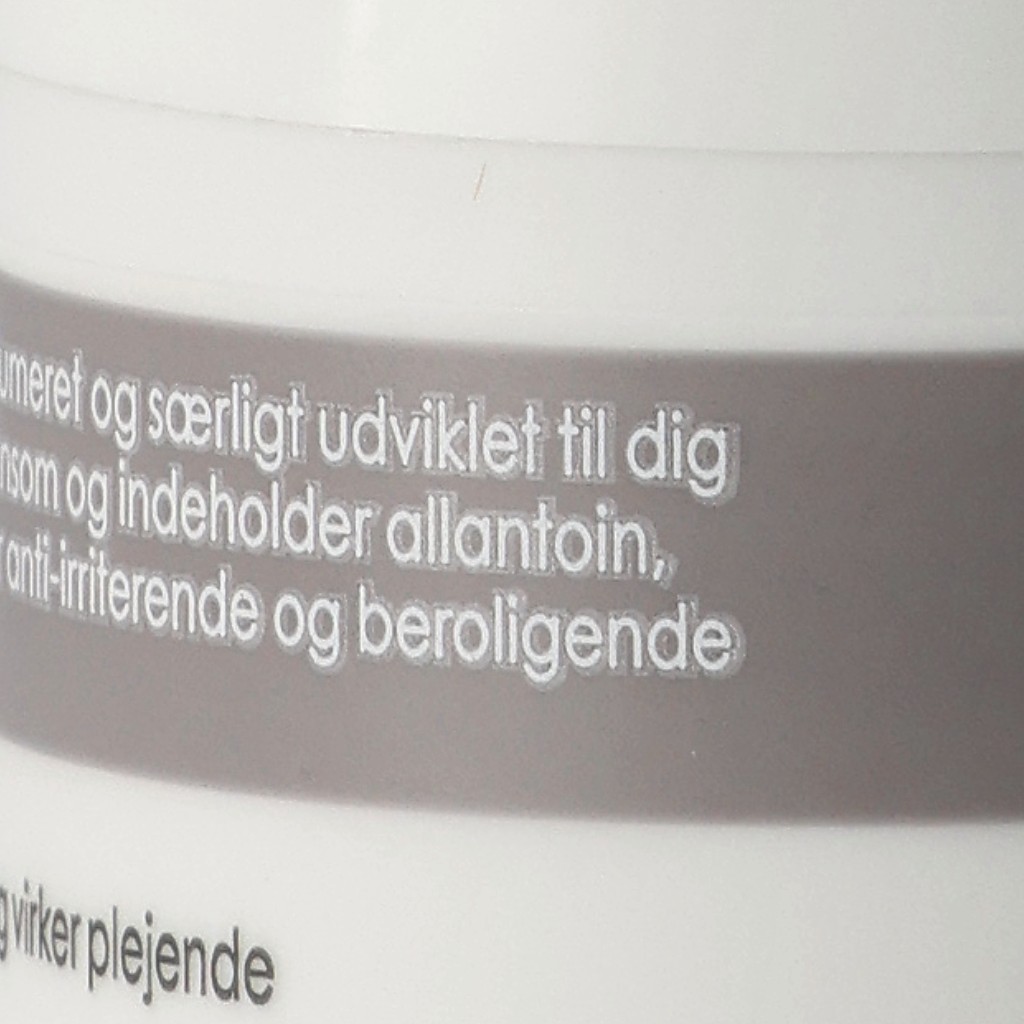 umeret og særligt udviklet til dig
nsom og indeholder allantoin,
anti-irriterende og beroligende
g virker plejende